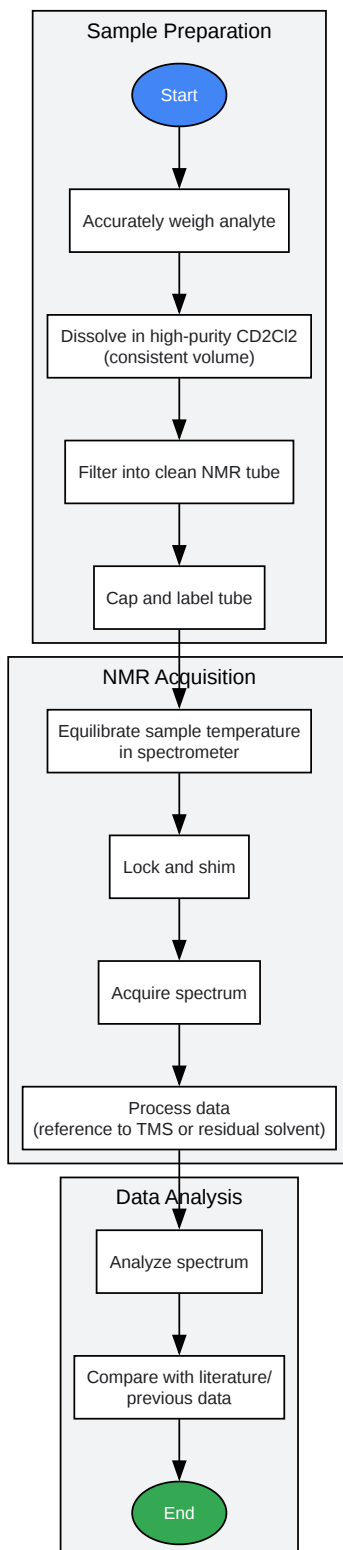 Sample Preparation
Start
Accurately weigh analyte
Dissolve in high-purity CD2Cl2
(consistent volume)
Filter into clean NMR tube
Cap and label tube
NMR Acquisition
Equilibrate sample temperature
in spectrometer
Lock and shim
Acquire spectrum
Process data
(reference to TMS or residual solvent)
Data Analysis
Analyze spectrum
Compare with literature/
previous data
End